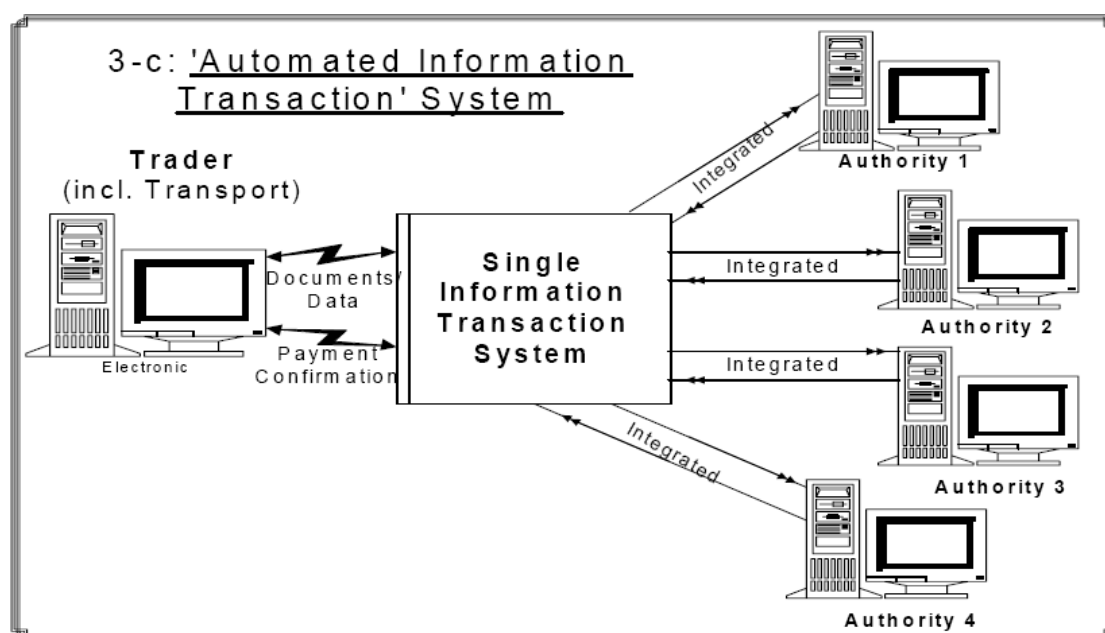 3-c: 'Automated Information
Transaction' System
Trader
(incl. Transport)
Electronic
Documents/
Data
Payment
Confirmation
Single
Information
Transaction
System
Integrated
Authority 1
Integrated
Authority 2
Integrated
Authority 3
Integrated
Authority 4